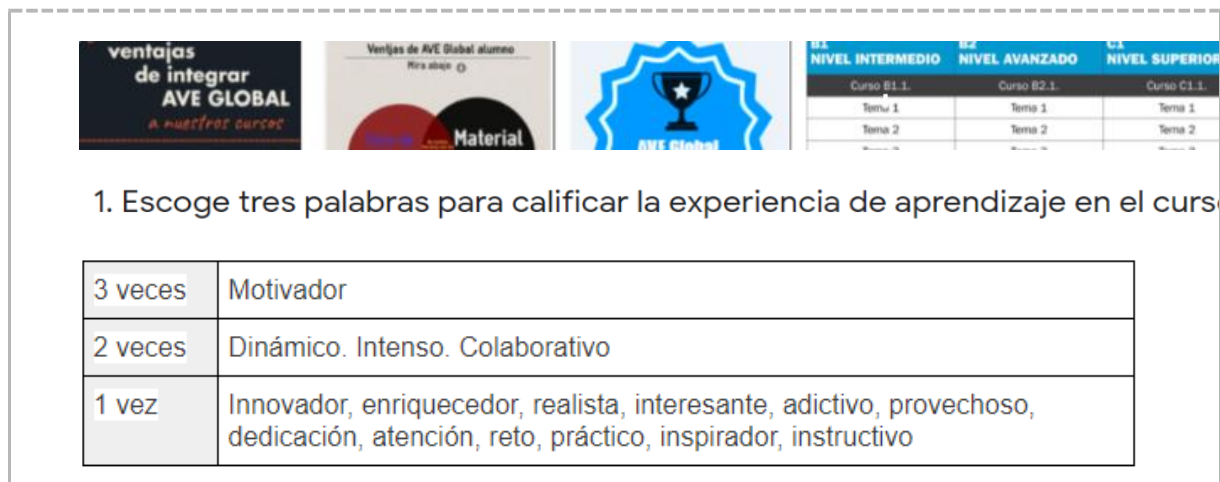 ventajas
de integrar
AVE GLOBAL
a nuestros cursos
Ventjas de AVE Global alumno
Mira abajo
Material
AVE Global
B1 B2 C1
NIVEL INTERMEDIO NIVEL AVANZADO NIVEL SUPERIOR
Curso B1.1. Curso B2.1. Curso C1.1.
Tema 1 Tema 1 Tema 1
Tema 2 Tema 2 Tema 2
1. Escoge tres palabras para calificar la experiencia de aprendizaje en el curs
3 veces Motivador
2 veces Dinámico. Intenso. Colaborativo
1 vez Innovador, enriquecedor, realista, interesante, adictivo, provechoso,
dedicación, atención, reto, práctico, inspirador, instructivo